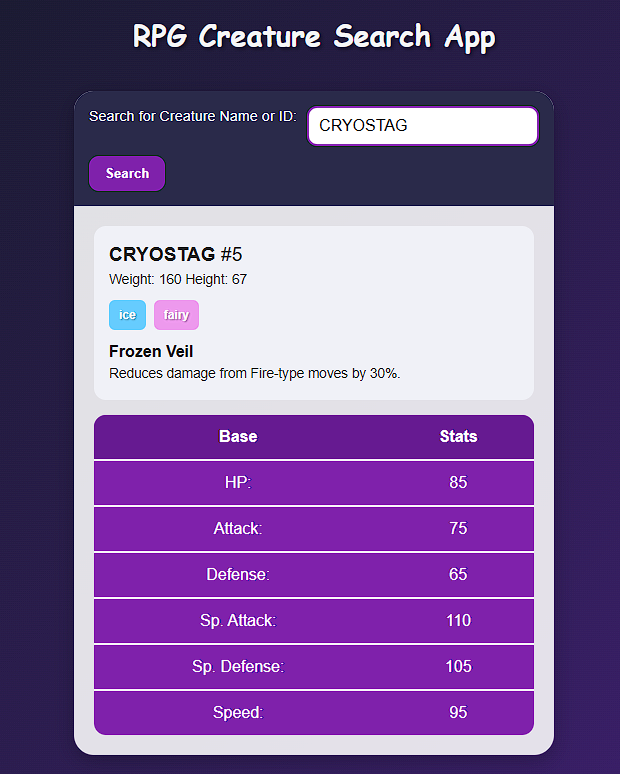 RPG Creature Search App
Search for Creature Name or ID: CRYOSTAG
Search
CRYOSTAG #5
Weight: 160 Height: 67
ice fairy
Frozen Veil
Reduces damage from Fire-type moves by 30%.
Base Stats
HP: 85
Attack: 75
Defense: 65
Sp. Attack: 110
Sp. Defense: 105
Speed: 95